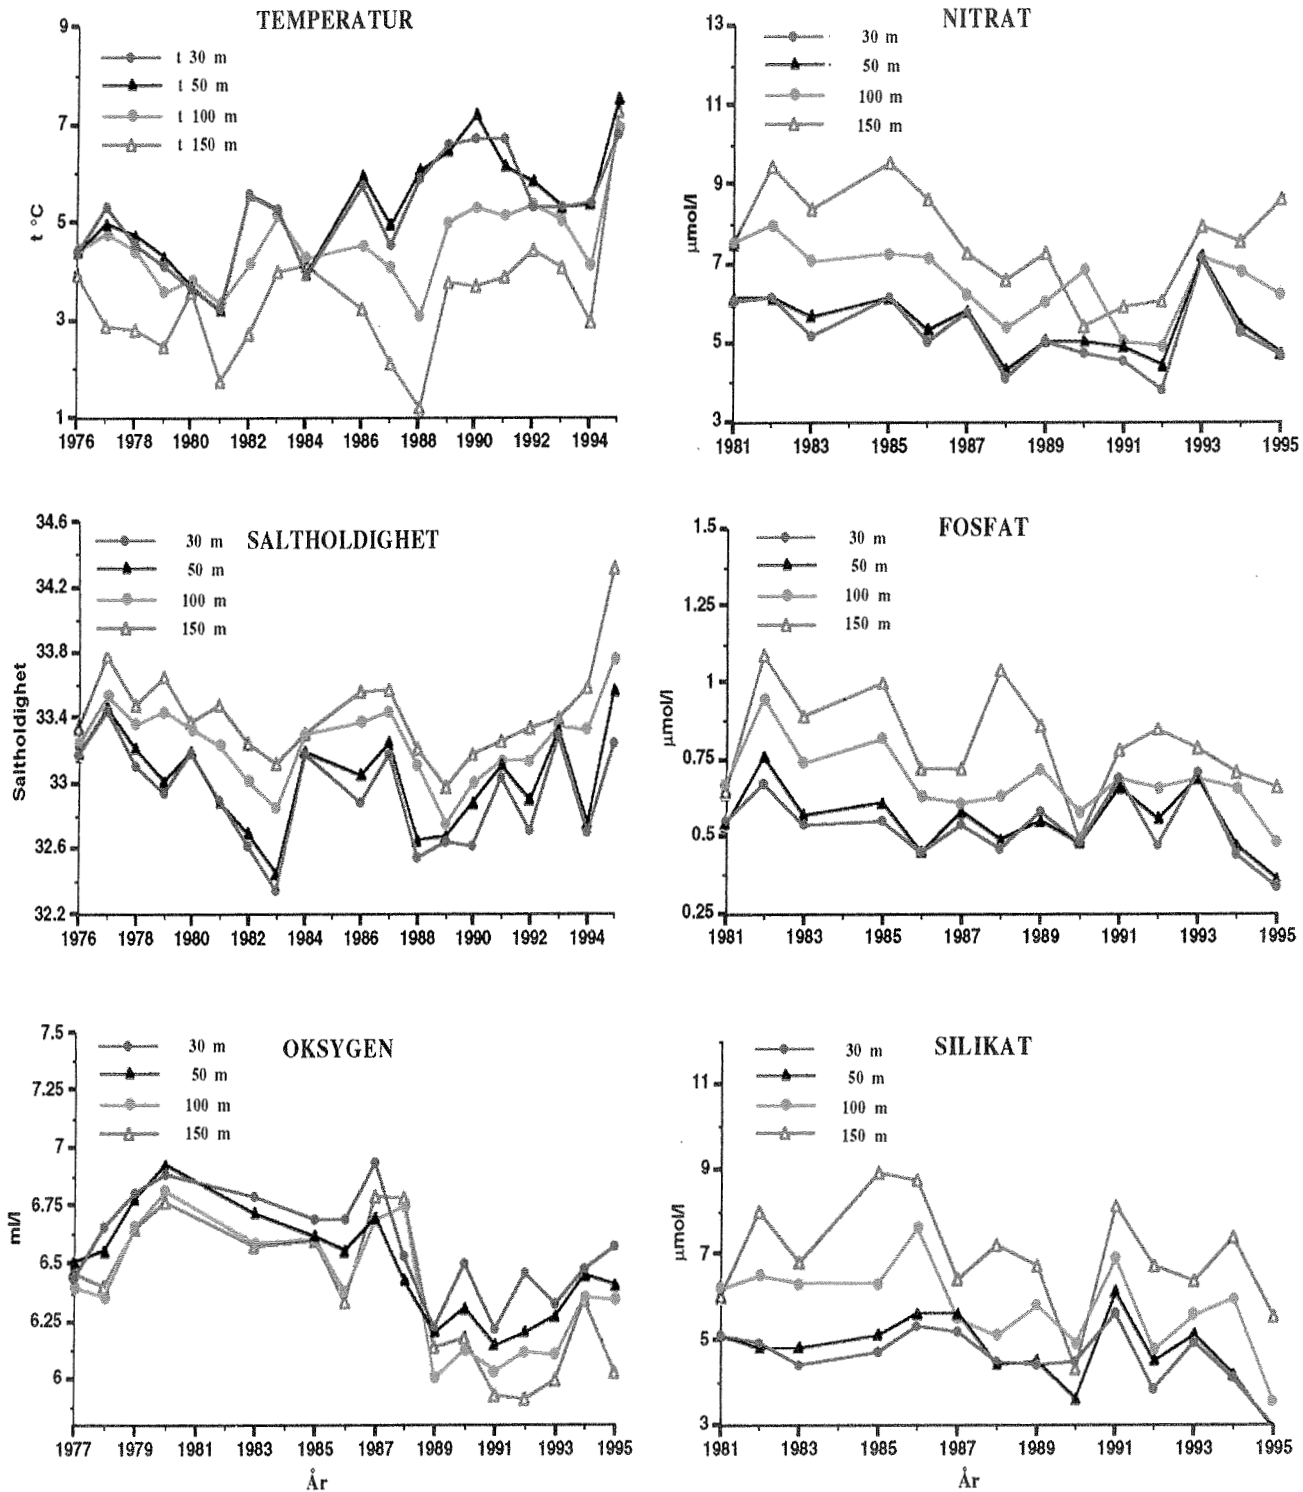 TEMPERATUR
9
7
5
3
1
t °C
t 30 m
t 50 m
t 100 m
t 150 m
1976 1978 1980 1982 1984 1986 1988 1990 1992 1994
NITRAT
13
11
9
7
5
3
µmol/l
30 m
50 m
100 m
150 m
1981 1983 1985 1987 1989 1991 1993 1995
SALTHOLDIGHET
34.6
34.2
33.8
33.4
33
32.6
32.2
Saltholdighet
30 m
50 m
100 m
150 m
1976 1978 1980 1982 1984 1986 1988 1990 1992 1994
FOSFAT
1.5
1.25
1
0.75
0.5
0.25
µmol/l
30 m
50 m
100 m
150 m
1981 1983 1985 1987 1989 1991 1993 1995
OKSYGEN
7.5
7.25
7
6.75
6.5
6.25
6
ml/l
30 m
50 m
100 m
150 m
1977 1979 1981 1983 1985 1987 1989 1991 1993 1995
År
SILIKAT
11
9
7
5
3
µmol/l
30 m
50 m
100 m
150 m
1981 1983 1985 1987 1989 1991 1993 1995
År